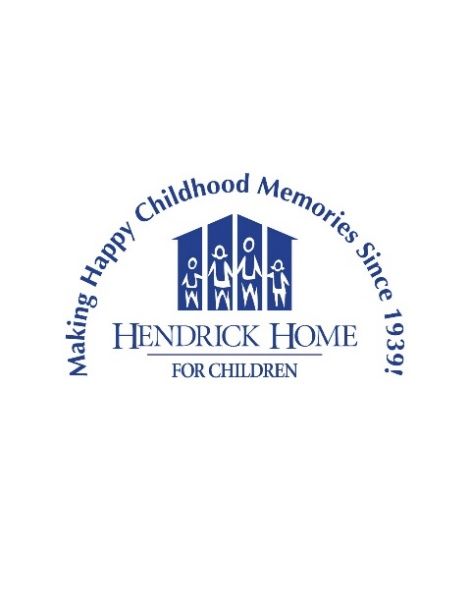 Making Happy Childhood Memories Since 1939!
HENDRICK HOME
FOR CHILDREN